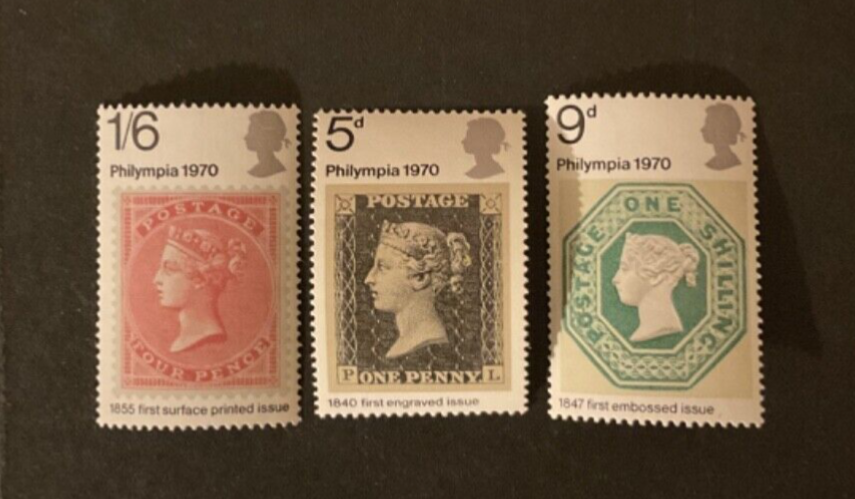 1/6
Philympia 1970
POSTAGE
FOUR PENCE
1855 first surface printed issue
5d
Philympia 1970
POSTAGE
P ONE PENNY. L
1840 first engraved issue
9d
Philympia 1970
POSTAGE ONE SHILLING
1847 first embossed issue